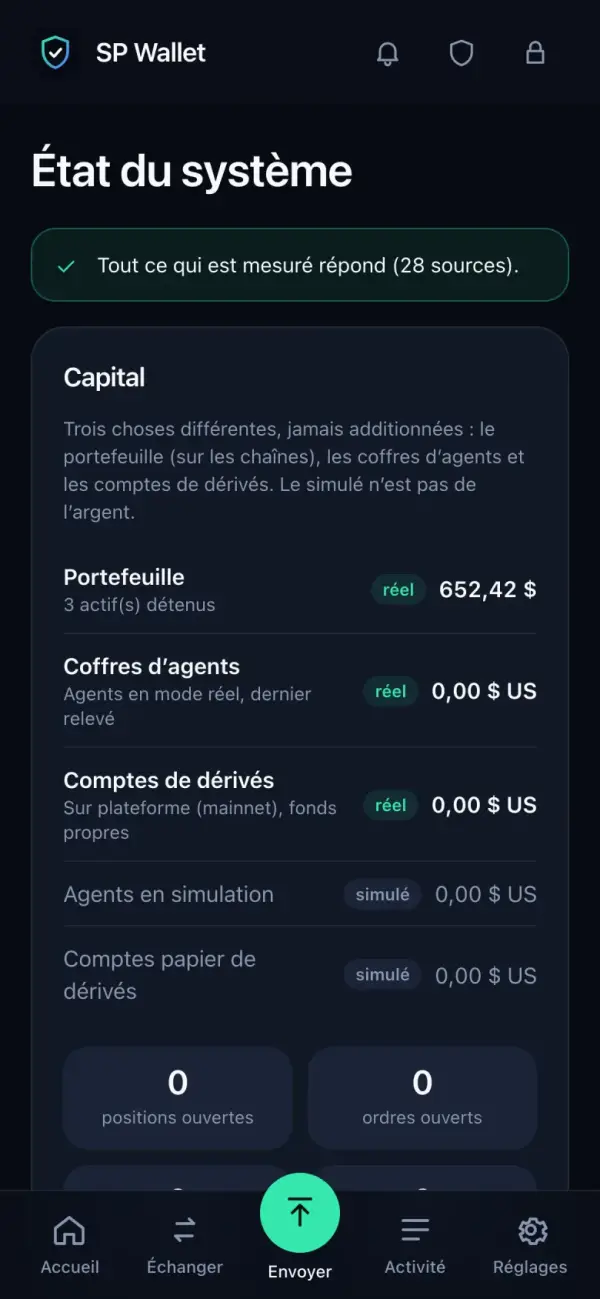 SP Wallet
État du système
Tout ce qui est mesuré répond (28 sources).
Capital
Trois choses différentes, jamais additionnées : le
portefeuille (sur les chaînes), les coffres d’agents et
les comptes de dérivés. Le simulé n’est pas de
l’argent.
Portefeuille
3 actif(s) détenus
réel
652,42 $
Coffres d’agents
Agents en mode réel, dernier
relevé
réel
0,00 $ US
Comptes de dérivés
Sur plateforme (mainnet), fonds
propres
réel
0,00 $ US
Agents en simulation
simulé
0,00 $ US
Comptes papier de
dérivés
simulé
0,00 $ US
0
positions ouvertes
0
ordres ouverts
Accueil
Échanger
Envoyer
Activité
Réglages